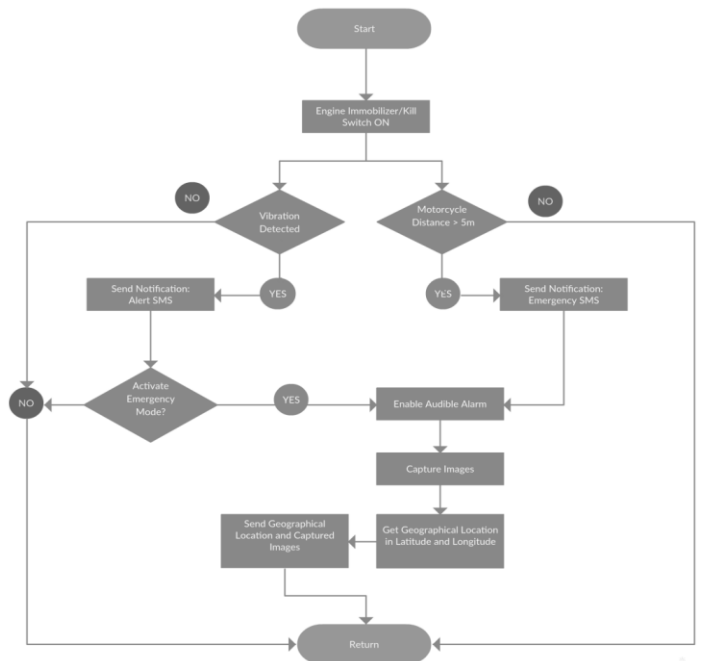 Start
Engine Immobilizer/Kill
Switch ON
NO
Vibration
Detected
Motorcycle
Distance > 5m
NO
Send Notification:
Alert SMS
YES
YES
Send Notification:
Emergency SMS
NO
Activate
Emergency
Mode?
YES
Enable Audible Alarm
Capture Images
Send Geographical
Location and Captured
Images
Get Geographical Location
in Latitude and Longitude
Return